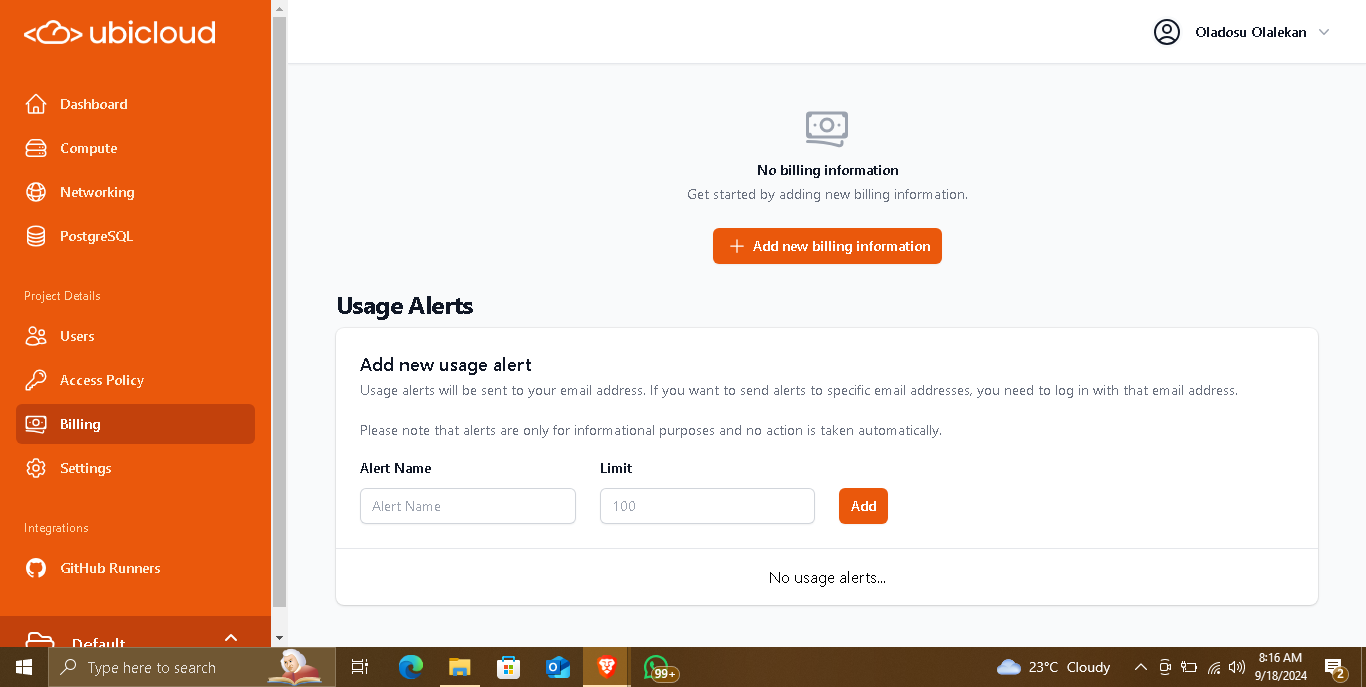 ubicloud
Oladosu Olalekan
Dashboard
Compute
Networking
PostgreSQL
Project Details
Users
Access Policy
Billing
Settings
Integrations
GitHub Runners
Default
No billing information
Get started by adding new billing information.
Add new billing information
Usage Alerts
Add new usage alert
Usage alerts will be sent to your email address. If you want to send alerts to specific email addresses, you need to log in with that email address.
Please note that alerts are only for informational purposes and no action is taken automatically.
Alert Name Limit
Alert Name 100 Add
No usage alerts...
Type here to search
99+
23°C Cloudy
8:16 AM
9/18/2024
2